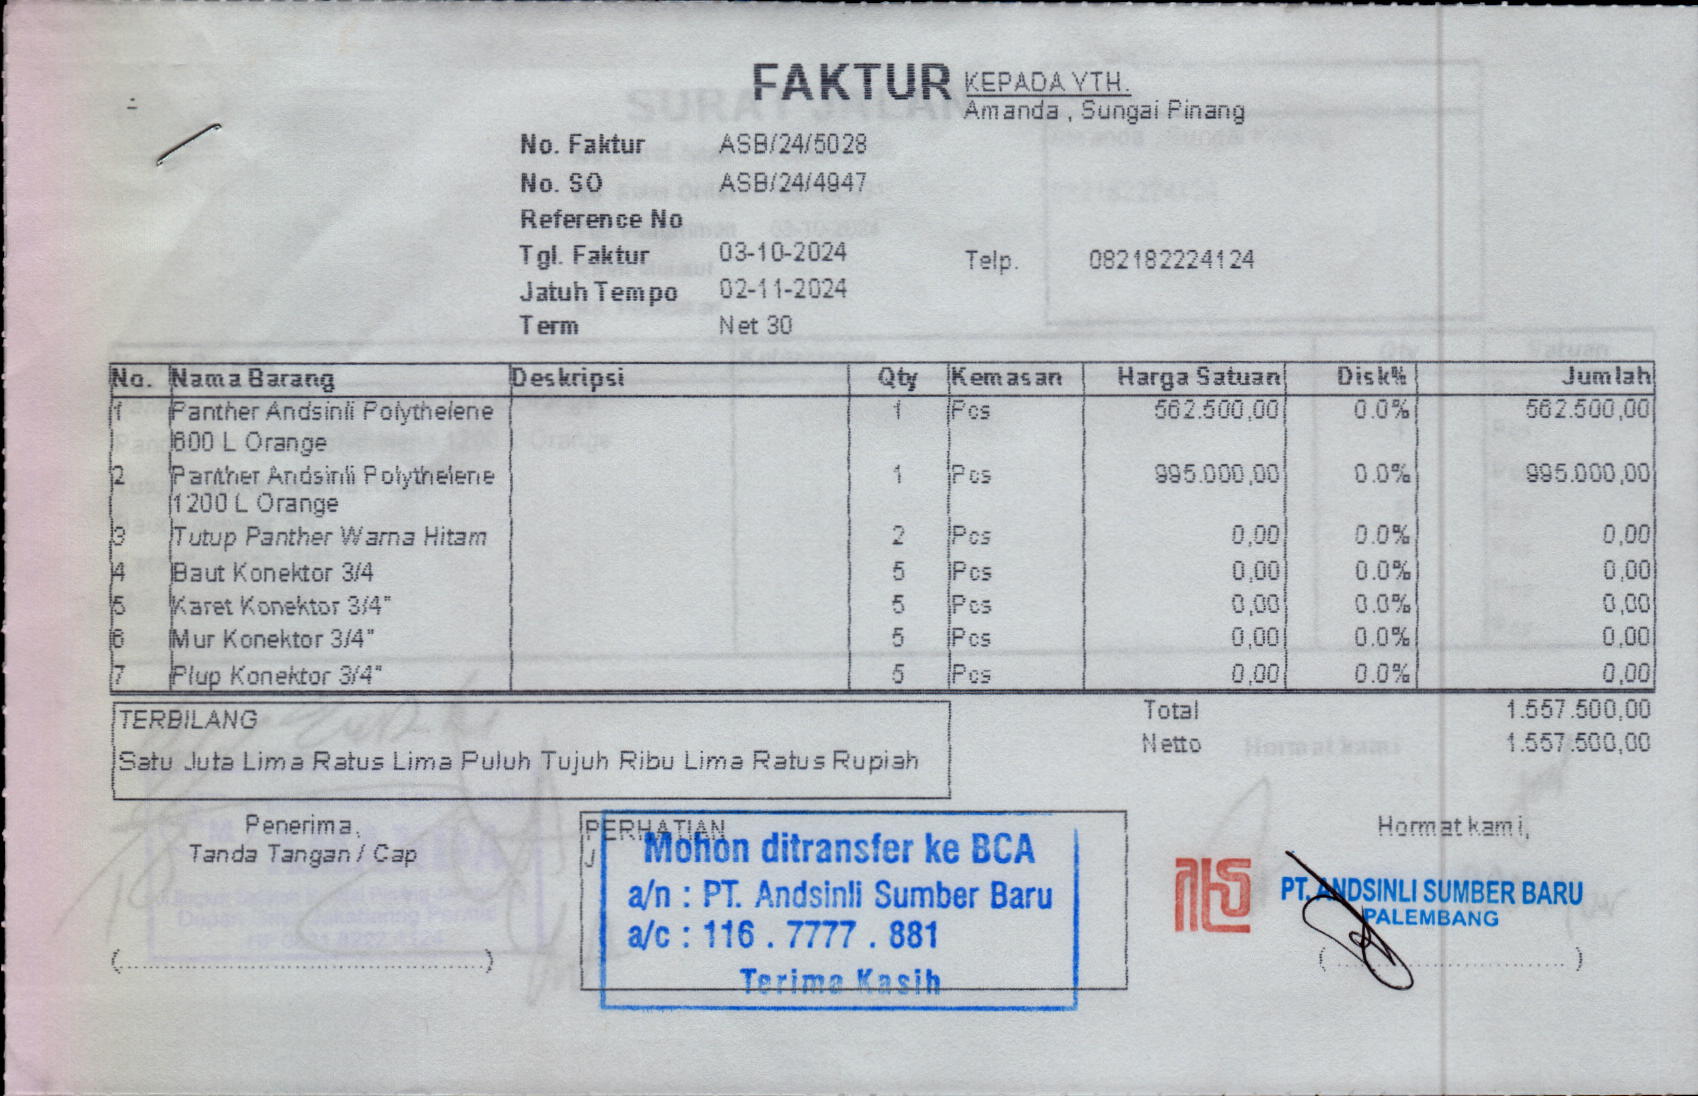 FAKTUR
KEPADA YTH.
Amanda , Sungai Pinang
No. Faktur ASB/24/5028
No. SO ASB/24/4947
Reference No
Tgl. Faktur 03-10-2024
Telp. 082182224124
Jatuh Tempo 02-11-2024
Term Net 30
No. Nama Barang Deskripsi Qty Kemasan Harga Satuan Disk% Jumlah
1 Panther Andsinli Polythelene 1 Pcs 562.500,00 0.0% 562.500,00
600 L Orange
2 Panther Andsinli Polythelene 1 Pcs 995.000,00 0.0% 995.000,00
1200 L Orange
3 Tutup Panther Warna Hitam 2 Pcs 0,00 0.0% 0,00
4 Baut Konektor 3/4 5 Pcs 0,00 0.0% 0,00
5 Karet Konektor 3/4" 5 Pcs 0,00 0.0% 0,00
6 Mur Konektor 3/4" 5 Pcs 0,00 0.0% 0,00
7 Plup Konektor 3/4" 5 Pcs 0,00 0.0% 0,00
TERBILANG
Satu Juta Lima Ratus Lima Puluh Tujuh Ribu Lima Ratus Rupiah
Total 1.557.500,00
Netto 1.557.500,00
Penerima,
Tanda Tangan / Cap
(................................................)
PERHATIAN
Mohon ditransfer ke BCA
a/n : PT. Andsinli Sumber Baru
a/c : 116 . 7777 . 881
Terima Kasih
Hormat kami,
PT. ANDSINLI SUMBER BARU
PALEMBANG
(................................)